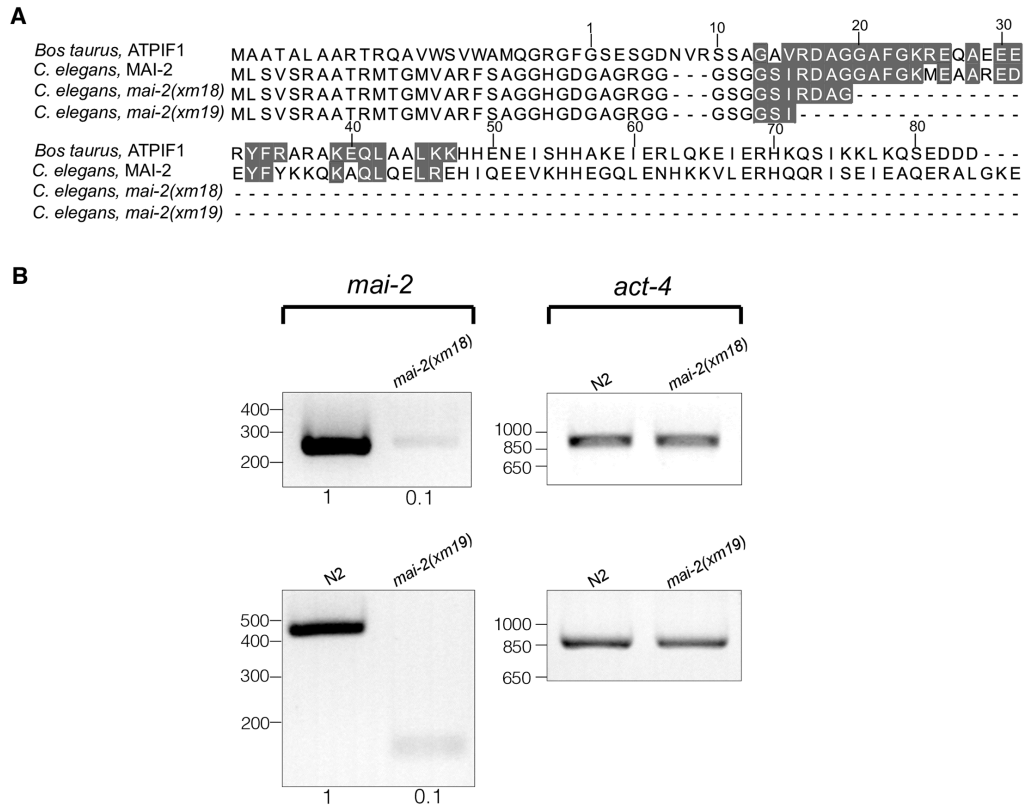 A
1 10 20 30
Bos taurus, ATPIF1 MAATALAARTRQAVWSVWAMQGRGFGSESGDNVRSSAGAVRDAGGAFGKREQAEEE
C. elegans, MAI-2 MLSVSRAATRMTGMVARFSAGGHGDGAGRGG---GSGGSIRDAGGAFGKMEAARED
C. elegans, mai-2(xm18) MLSVSRAATRMTGMVARFSAGGHGDGAGRGG---GSGGSIRDAG------------
C. elegans, mai-2(xm19) MLSVSRAATRMTGMVARFSAGGHGDGAGRGG---GSGGSI----------------
40 50 60 70 80
Bos taurus, ATPIF1 RYFRARAKEQLAALKKHHENEISHHAKEIERLQKEIERHKQSIKKLKQSEDDD---
C. elegans, MAI-2 EYFYKKQKAQLQELREHIQEEVKHHEGQLENHKKVLERHQQRISEIEAQERALGKE
C. elegans, mai-2(xm18) --------------------------------------------------------
C. elegans, mai-2(xm19) --------------------------------------------------------
B
mai-2 act-4
mai-2(xm18) N2 mai-2(xm18)
400
300
200
1 0.1
1000
850
650
N2 mai-2(xm19) N2 mai-2(xm19)
500
400
300
200
1 0.1
1000
850
650